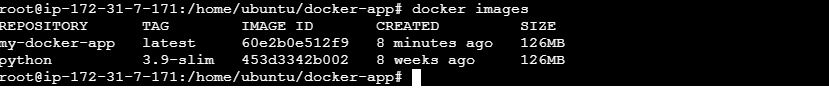 root@ip-172-31-7-171:/home/ubuntu/docker-app# docker images
REPOSITORY TAG IMAGE ID CREATED SIZE
my-docker-app latest 60e2b0e512f9 8 minutes ago 126MB
python 3.9-slim 453d3342b002 8 weeks ago 126MB
root@ip-172-31-7-171:/home/ubuntu/docker-app#